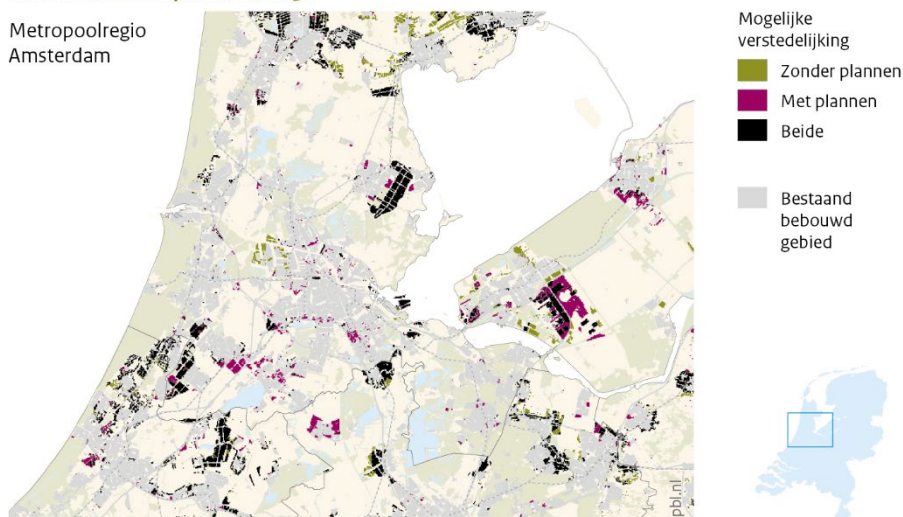 Metropoolregio
Amsterdam
Mogelijke
verstedelijking
Zonder plannen
Met plannen
Beide
Bestaand
bebouwd
gebied
pbl.nl